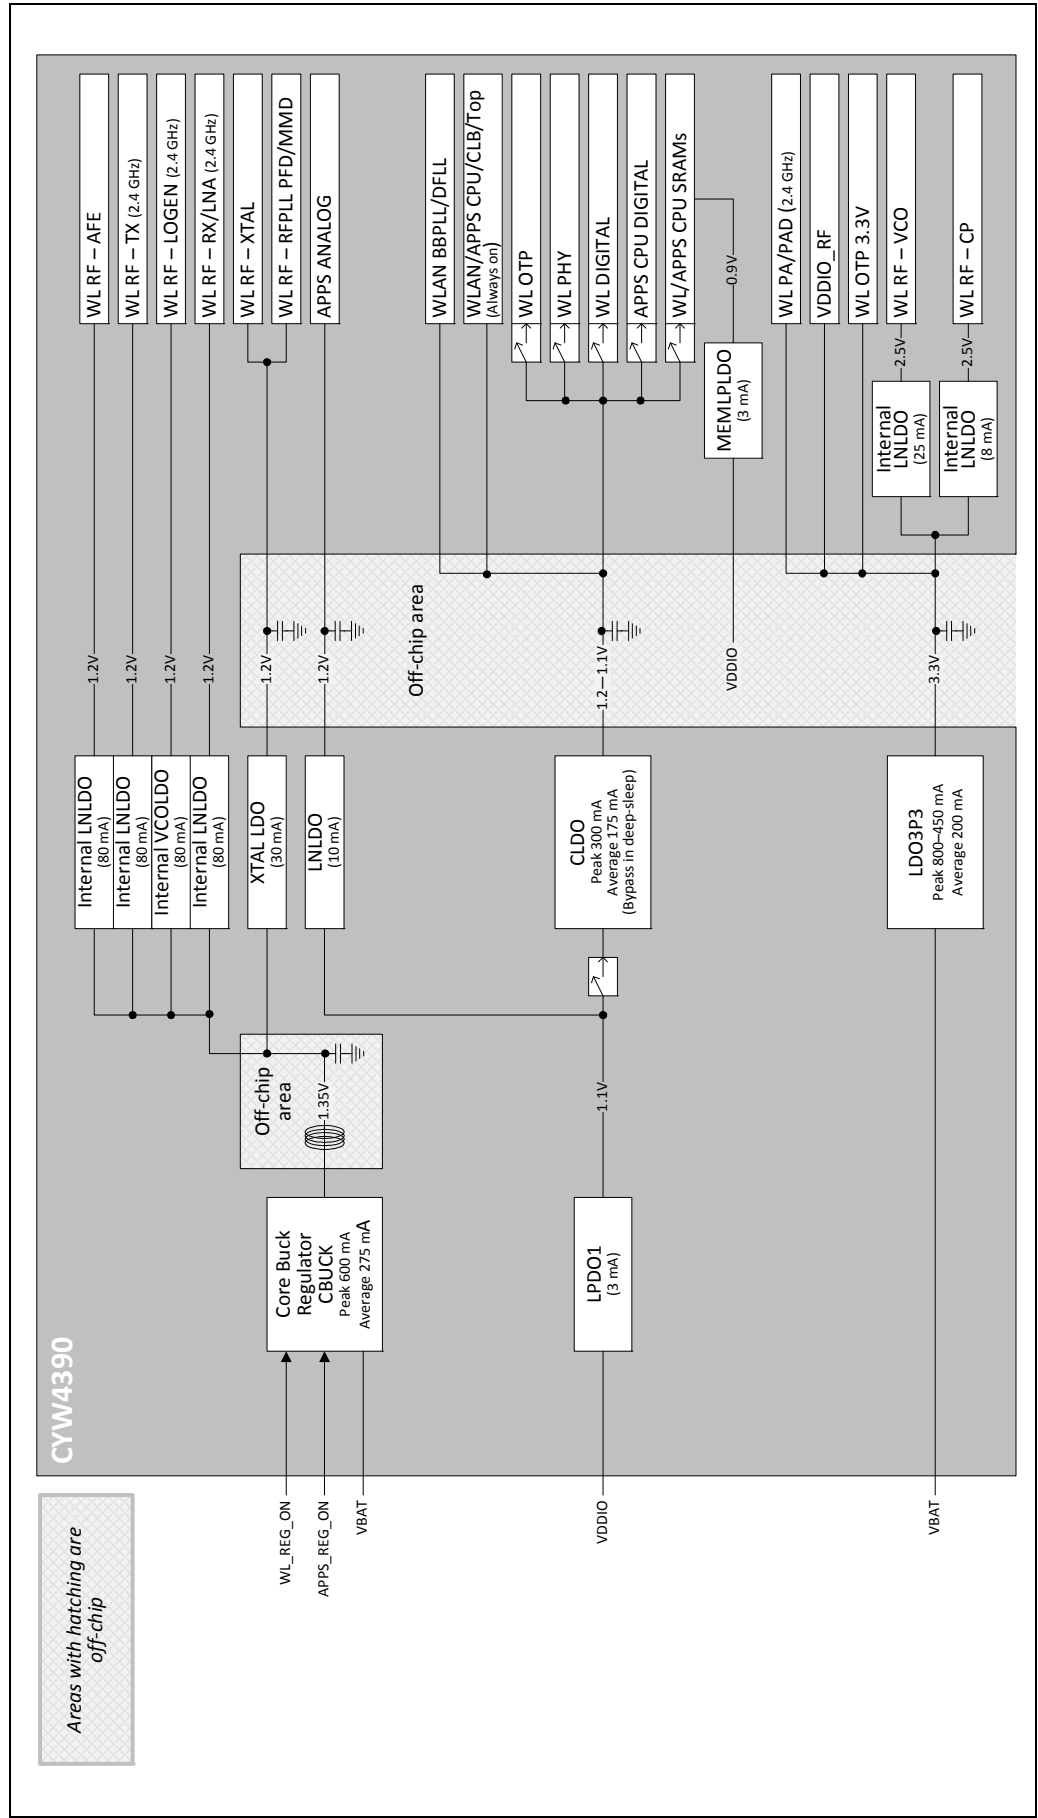 CYW4390
Areas with hatching are
off-chip
WL_REG_ON
APPS_REG_ON
VBAT
VDDIO
VBAT
Core Buck
Regulator
CBUCK
Peak 600 mA
Average 275 mA
LPDO1
(3 mA)
Off-chip
area
1.35V
1.1V
Internal LNLDO
(80 mA)
Internal LNLDO
(80 mA)
Internal VCOLDO
(80 mA)
Internal LNLDO
(80 mA)
XTAL LDO
(30 mA)
LNLDO
(10 mA)
CLDO
Peak 300 mA
Average 175 mA
(Bypass in deep-sleep)
LDO3P3
Peak 800–450 mA
Average 200 mA
1.2V
1.2V
1.2V
1.2V
1.2V
1.2V
Off-chip area
1.2—1.1V
VDDIO
3.3V
MEMLPLDO
(3 mA)
0.9V
Internal
LNLDO
(25 mA)
Internal
LNLDO
(8 mA)
2.5V
2.5V
WL RF – AFE
WL RF – TX (2.4 GHz)
WL RF – LOGEN (2.4 GHz)
WL RF – RX/LNA (2.4 GHz)
WL RF – XTAL
WL RF – RFPLL PFD/MMD
APPS ANALOG
WLAN BBPLL/DFLL
WLAN/APPS CPU/CLB/Top
(Always on)
WL OTP
WL PHY
WL DIGITAL
APPS CPU DIGITAL
WL/APPS CPU SRAMs
WL PA/PAD (2.4 GHz)
VDDIO_RF
WL OTP 3.3V
WL RF – VCO
WL RF – CP